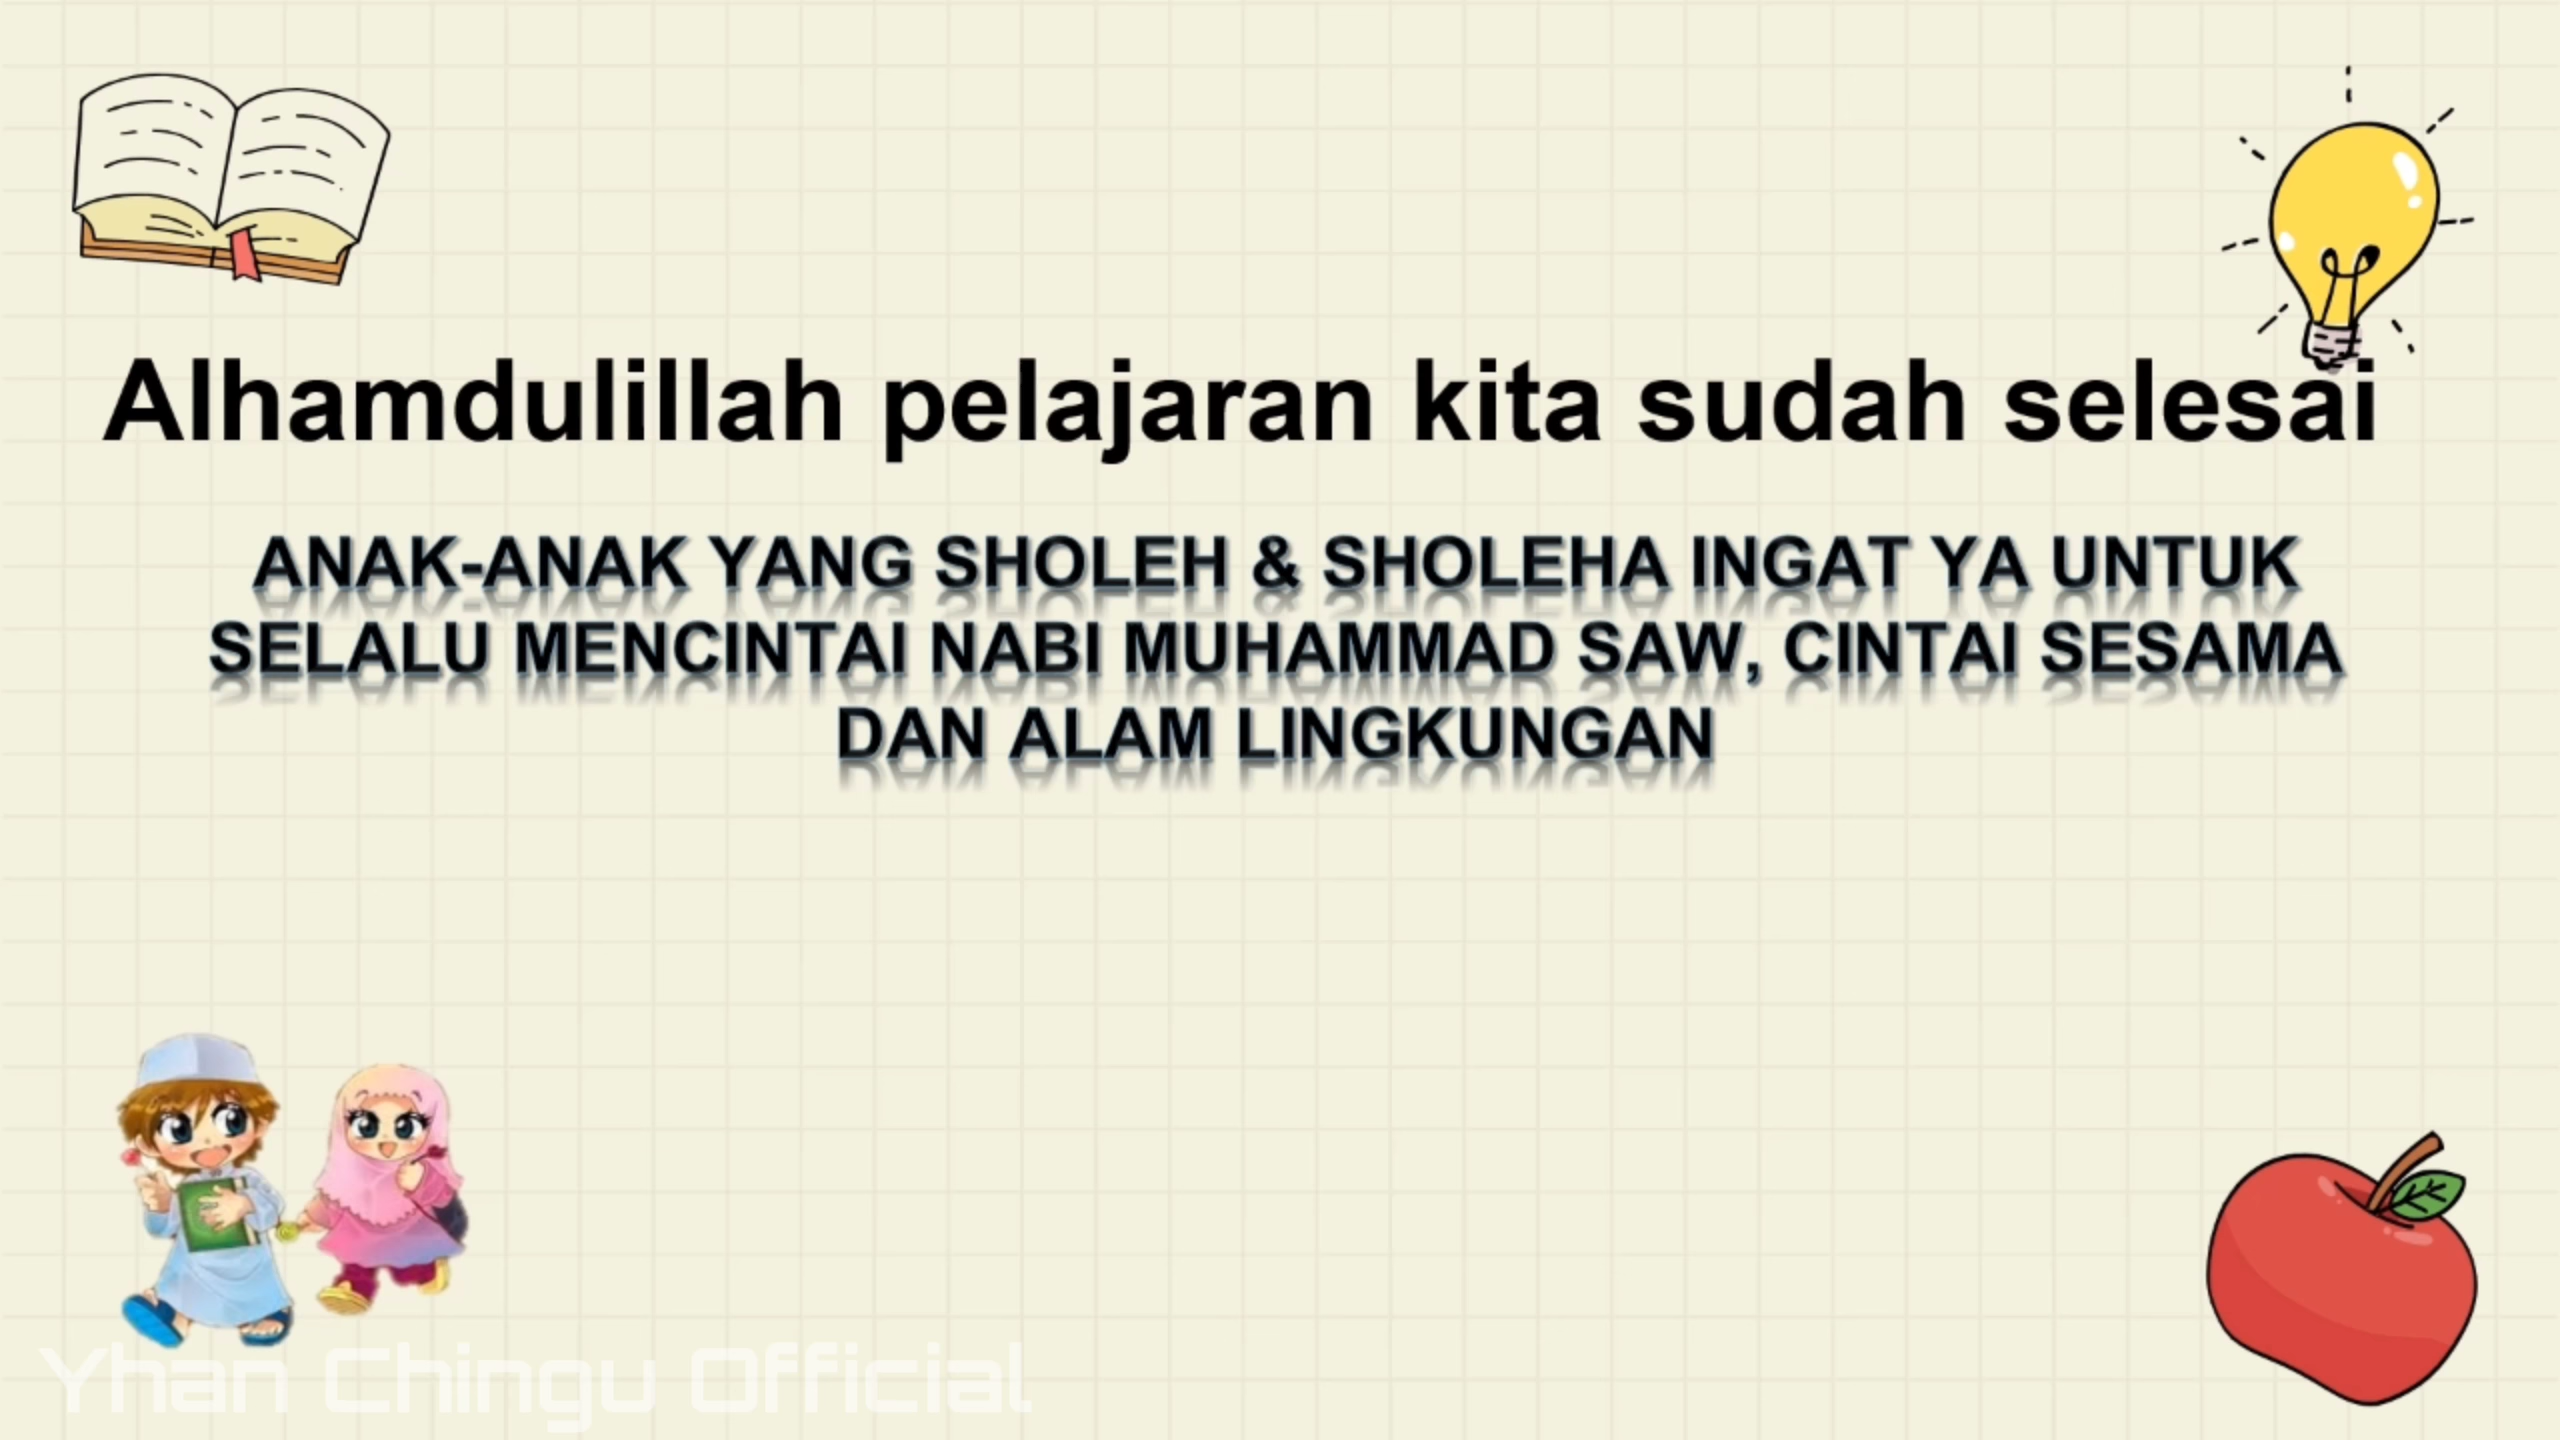 Alhamdulillah pelajaran kita sudah selesai
ANAK-ANAK YANG SHOLEH & SHOLEHA INGAT YA UNTUK
SELALU MENCINTAI NABI MUHAMMAD SAW, CINTAI SESAMA
DAN ALAM LINGKUNGAN
Yhan Chingu Official